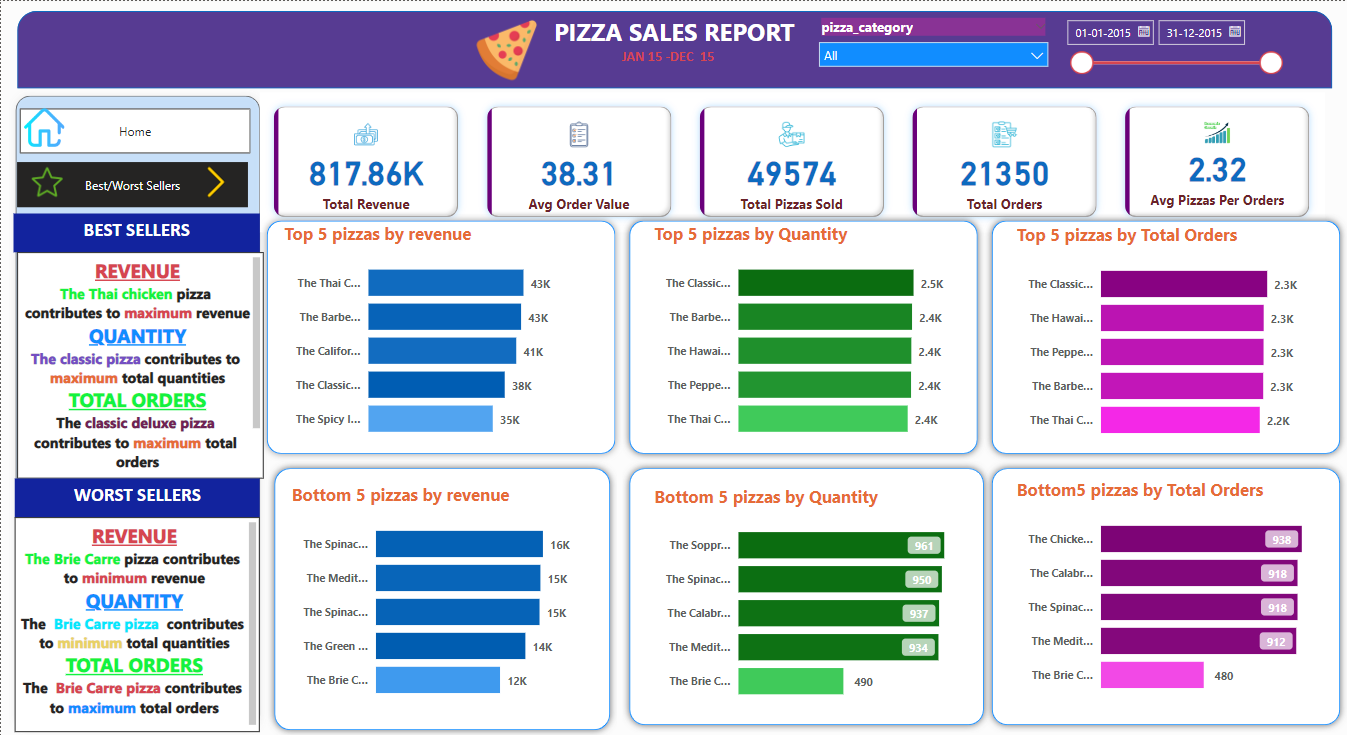 PIZZA SALES REPORT
JAN 15 -DEC 15
pizza_category
All
01-01-2015
31-12-2015
Home
Best/Worst Sellers
817.86K
Total Revenue
38.31
Avg Order Value
49574
Total Pizzas Sold
21350
Total Orders
2.32
Avg Pizzas Per Orders
BEST SELLERS
REVENUE
The Thai chicken pizza
contributes to maximum revenue
QUANTITY
The classic pizza contributes to
maximum total quantities
TOTAL ORDERS
The classic deluxe pizza
contributes to maximum total
orders
Top 5 pizzas by revenue
The Thai C... 43K
The Barbe... 43K
The Califor... 41K
The Classic... 38K
The Spicy I... 35K
Top 5 pizzas by Quantity
The Classic... 2.5K
The Barbe... 2.4K
The Hawai... 2.4K
The Peppe... 2.4K
The Thai C... 2.4K
Top 5 pizzas by Total Orders
The Classic... 2.3K
The Hawai... 2.3K
The Peppe... 2.3K
The Barbe... 2.3K
The Thai C... 2.2K
WORST SELLERS
REVENUE
The Brie Carre pizza contributes
to minimum revenue
QUANTITY
The Brie Carre pizza contributes
to minimum total quantities
TOTAL ORDERS
The Brie Carre pizza contributes
to maximum total orders
Bottom 5 pizzas by revenue
The Spinac... 16K
The Medit... 15K
The Spinac... 15K
The Green ... 14K
The Brie C... 12K
Bottom 5 pizzas by Quantity
The Soppr... 961
The Spinac... 950
The Calabr... 937
The Medit... 934
The Brie C... 490
Bottom5 pizzas by Total Orders
The Chicke... 938
The Calabr... 918
The Spinac... 918
The Medit... 912
The Brie C... 480